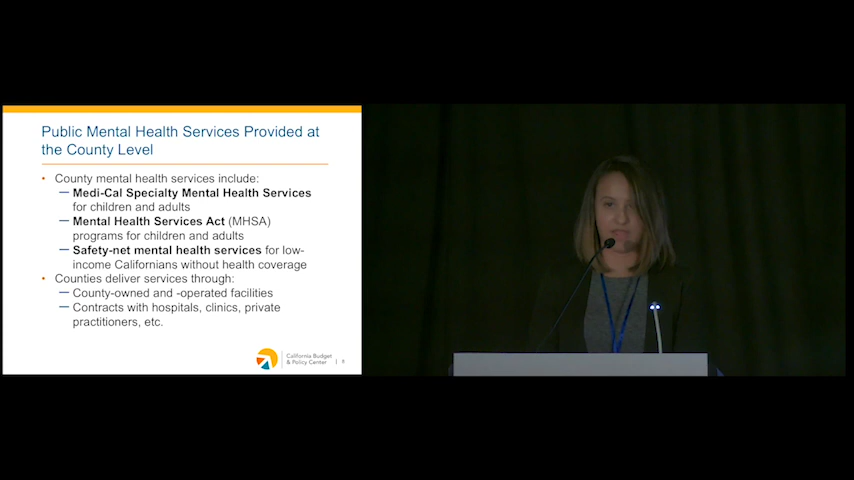 Public Mental Health Services Provided at
the County Level
• County mental health services include:
— Medi-Cal Specialty Mental Health Services
for children and adults
— Mental Health Services Act (MHSA)
programs for children and adults
— Safety-net mental health services for low-
income Californians without health coverage
• Counties deliver services through:
— County-owned and -operated facilities
— Contracts with hospitals, clinics, private
practitioners, etc.
California Budget
& Policy Center | 8